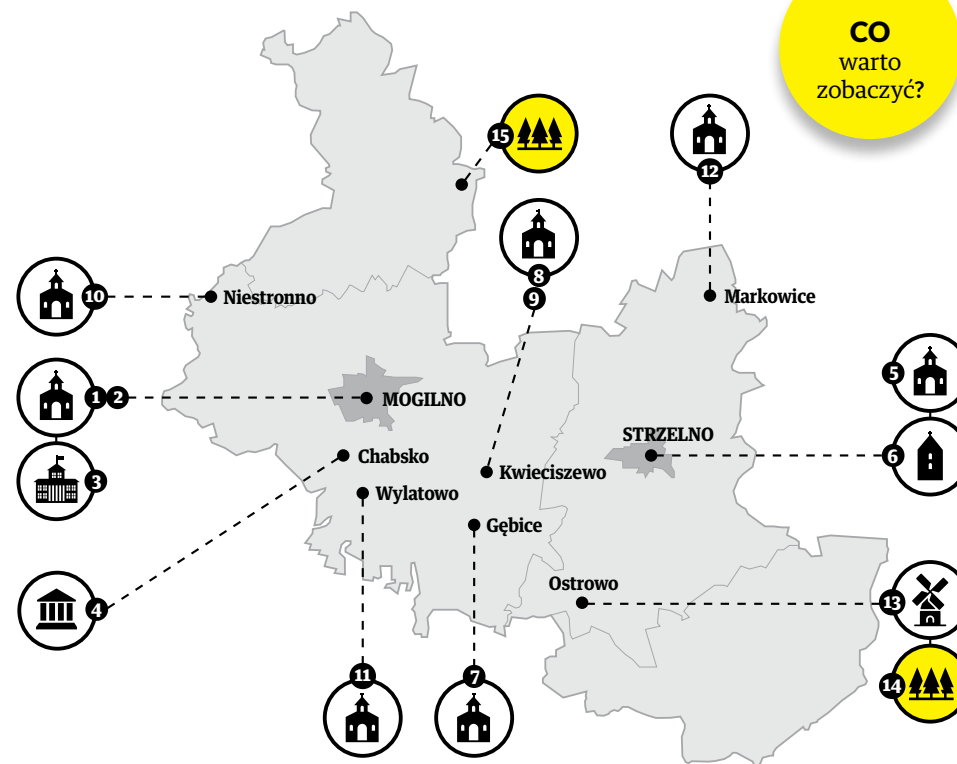 CO
warto
zobaczyć?
15
12
8
9
10
Niestronno
Markowice
1 2
MOGILNO
5
STRZELNO
3
Chabsko
6
Kwieciszewo
Wylatowo
Gębice
Ostrowo
4
13
11
7
14